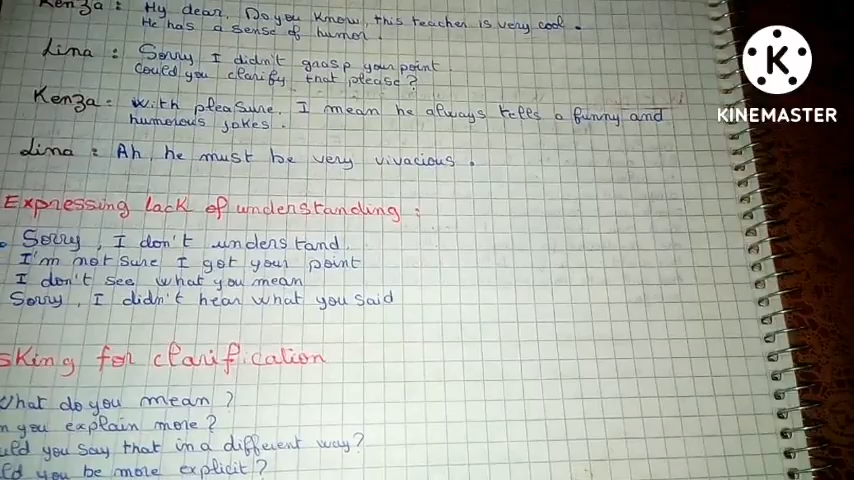 Kenza : Hy dear. Do you know, this teacher is very cool.
He has a sense of humor.
Lina : Sorry I didn't grasp your point
could you clarify that please?
Kenza : with pleasure. I mean he always tells a funny and
humorous jokes.
Lina : Ah, he must be very vivacious.
Expressing lack of understanding :
Sorry, I don't understand.
I'm not sure I got your point
I don't see what you mean
Sorry, I didn't hear what you said
sking for clarification
What do you mean ?
n you explain more ?
uld you say that in a different way?
ld you be more explicit ?
K
KINEMASTER